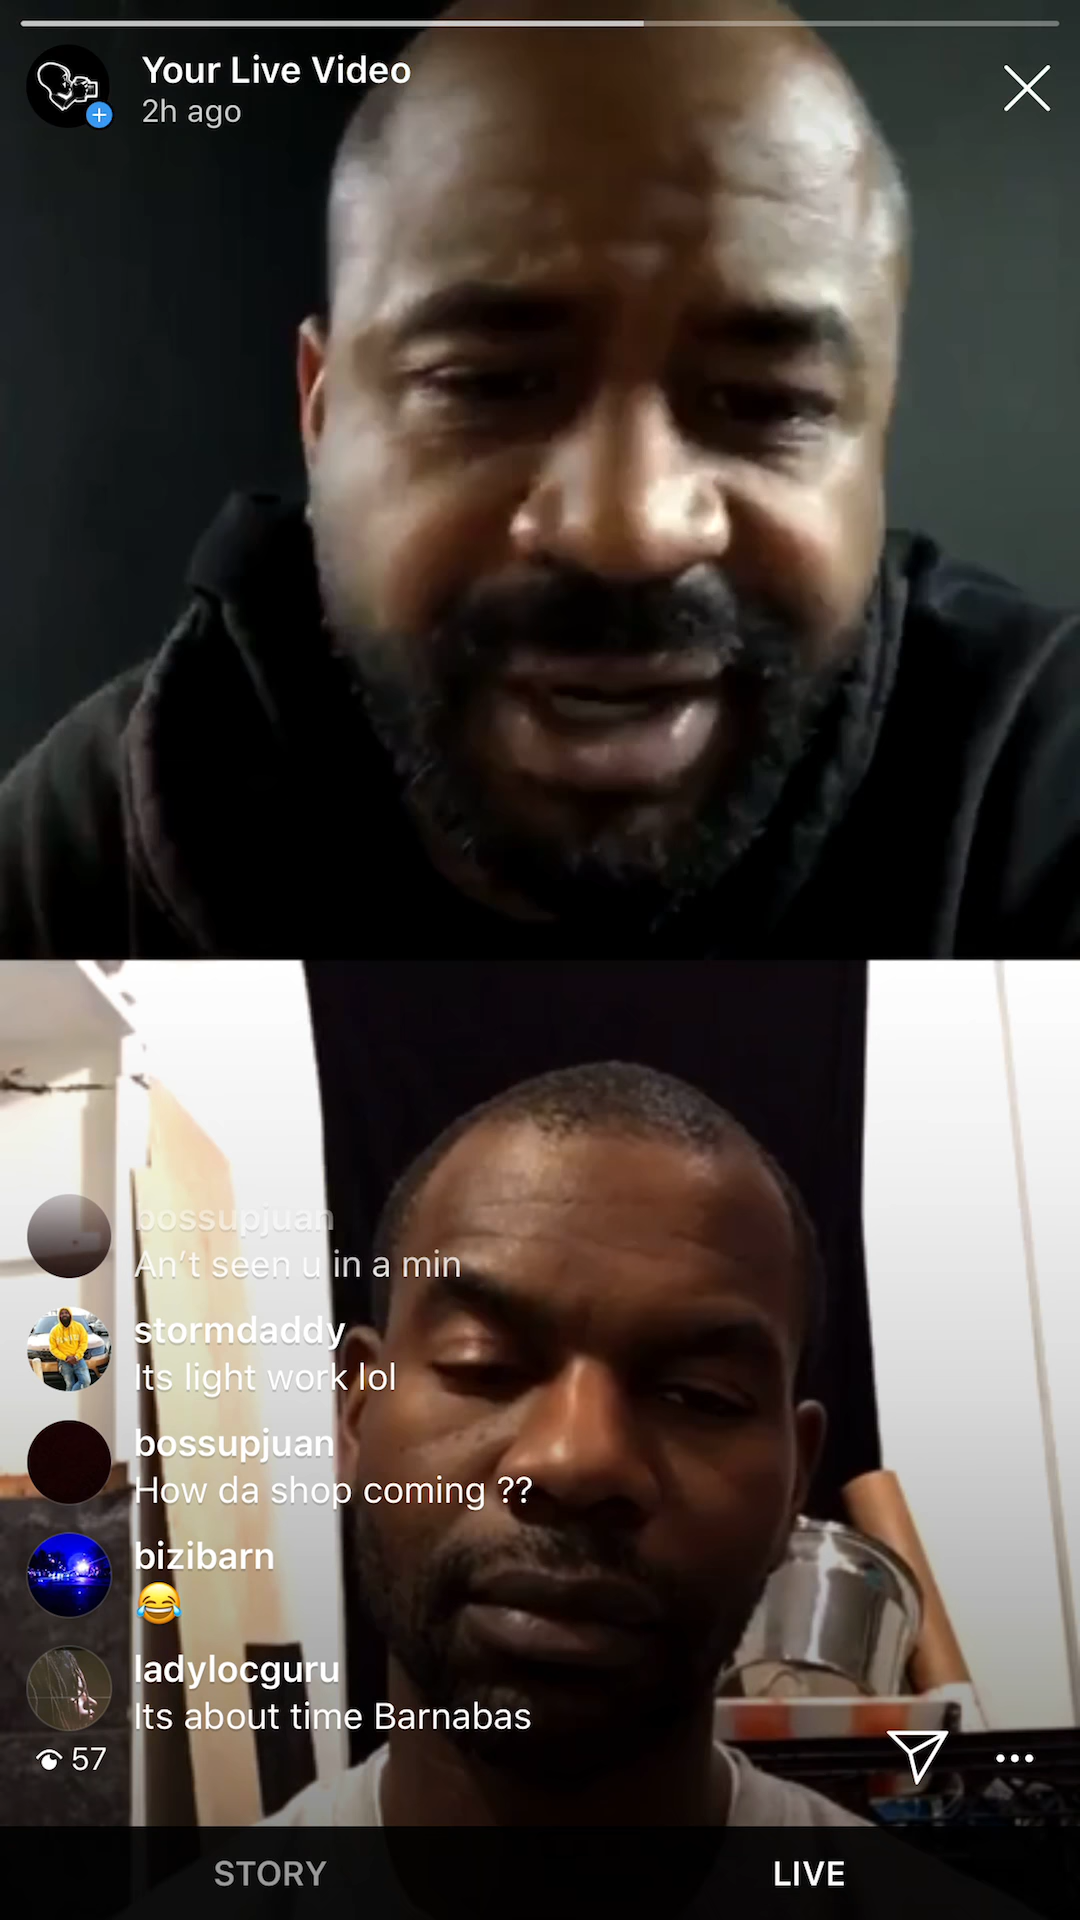 Your Live Video
2h ago
bossupjuan
An't seen u in a min
stormdaddy
Its light work lol
bossupjuan
How da shop coming ??
bizibarn
😂
ladylocguru
Its about time Barnabas
57
STORY
LIVE